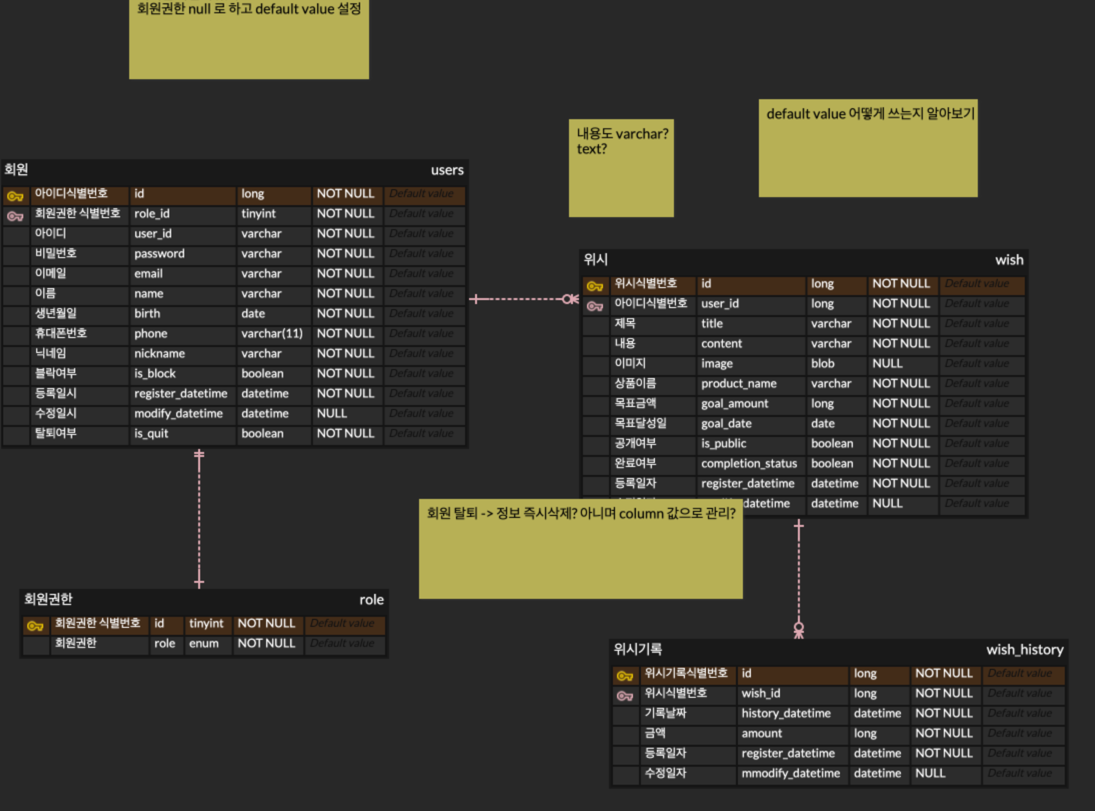 회원권한 null 로 하고 default value 설정
내용도 varchar?
text?
default value 어떻게 쓰는지 알아보기
회원 users
아이디식별번호 id long NOT NULL Default value
회원권한 식별번호 role_id tinyint NOT NULL Default value
아이디 user_id varchar NOT NULL Default value
비밀번호 password varchar NOT NULL Default value
이메일 email varchar NOT NULL Default value
이름 name varchar NOT NULL Default value
생년월일 birth date NOT NULL Default value
휴대폰번호 phone varchar(11) NOT NULL Default value
닉네임 nickname varchar NOT NULL Default value
블락여부 is_block boolean NOT NULL Default value
등록일시 register_datetime datetime NOT NULL Default value
수정일시 modify_datetime datetime NULL Default value
탈퇴여부 is_quit boolean NOT NULL Default value
위시 wish
위시식별번호 id long NOT NULL Default value
아이디식별번호 user_id long NOT NULL Default value
제목 title varchar NOT NULL Default value
내용 content varchar NOT NULL Default value
이미지 image blob NULL Default value
상품이름 product_name varchar NOT NULL Default value
목표금액 goal_amount long NOT NULL Default value
목표달성일 goal_date date NOT NULL Default value
공개여부 is_public boolean NOT NULL Default value
완료여부 completion_status boolean NOT NULL Default value
등록일자 register_datetime datetime NOT NULL Default value
datetime datetime NULL Default value
회원 탈퇴 -> 정보 즉시삭제? 아니며 column 값으로 관리?
회원권한 role
회원권한 식별번호 id tinyint NOT NULL Default value
회원권한 role enum NOT NULL Default value
위시기록 wish_history
위시기록식별번호 id long NOT NULL Default value
위시식별번호 wish_id long NOT NULL Default value
기록날짜 history_datetime datetime NOT NULL Default value
금액 amount long NOT NULL Default value
등록일자 register_datetime datetime NOT NULL Default value
수정일자 mmodify_datetime datetime NULL Default value